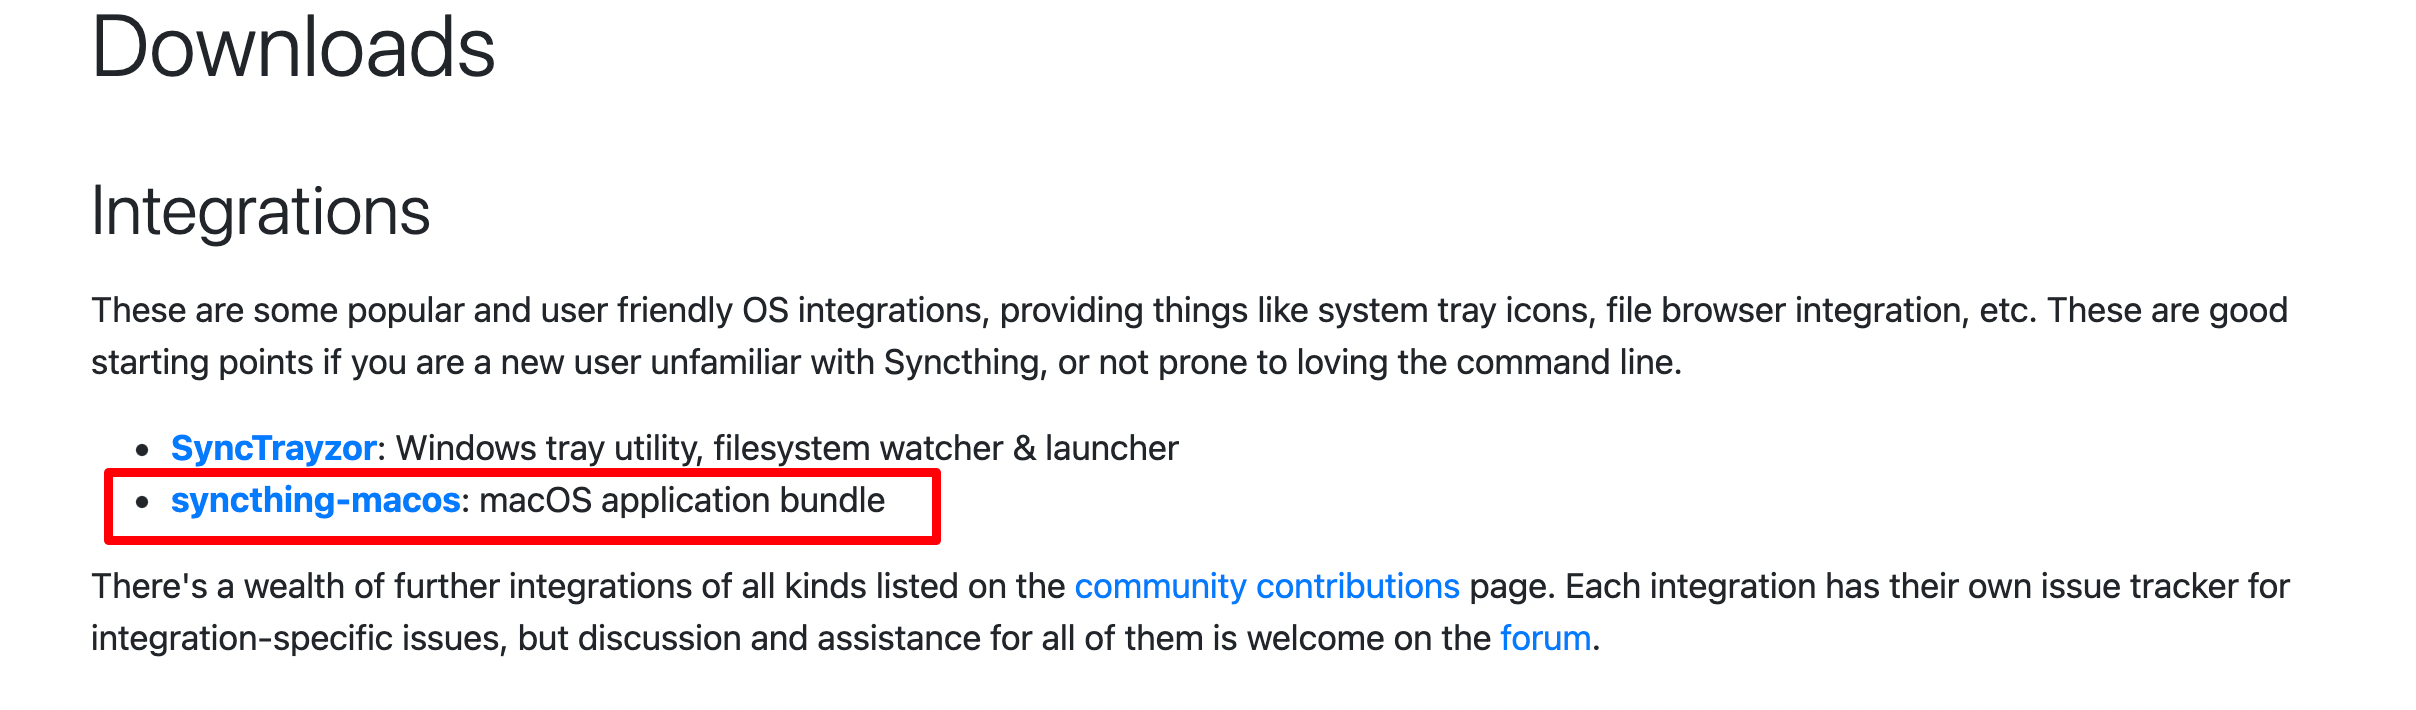 Downloads
Integrations
These are some popular and user friendly OS integrations, providing things like system tray icons, file browser integration, etc. These are good
starting points if you are a new user unfamiliar with Syncthing, or not prone to loving the command line.
• SyncTrayzor: Windows tray utility, filesystem watcher & launcher
• syncthing-macos: macOS application bundle
There's a wealth of further integrations of all kinds listed on the community contributions page. Each integration has their own issue tracker for
integration-specific issues, but discussion and assistance for all of them is welcome on the forum.